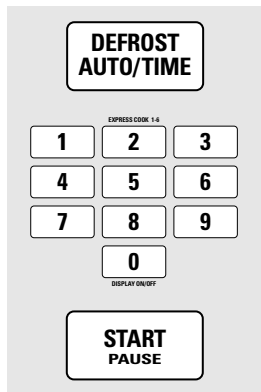 DEFROST
AUTO/TIME
EXPRESS COOK 1-6
1 2 3
4 5 6
7 8 9
0
DISPLAY ON/OFF
START
PAUSE